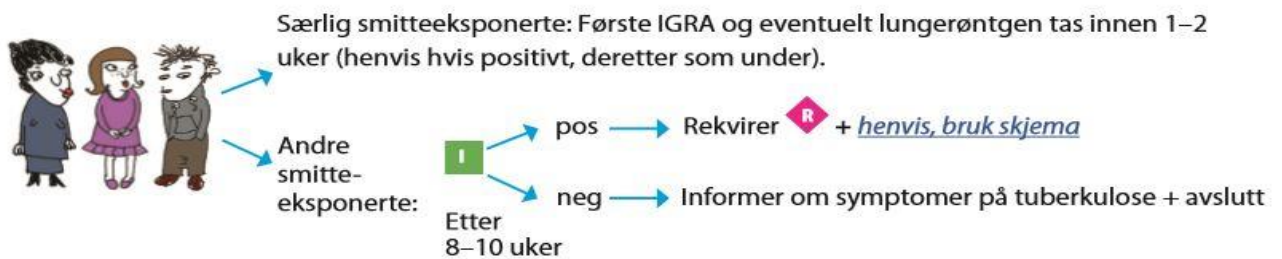 Særlig smitteeksponerte: Første IGRA og eventuelt lungerøntgen tas innen 1–2
uker (henvis hvis positivt, deretter som under).
pos
Rekvirer R + henvis, bruk skjema
Andre
smitte-
eksponerte:
I
neg
Informer om symptomer på tuberkulose + avslutt
Etter
8–10 uker